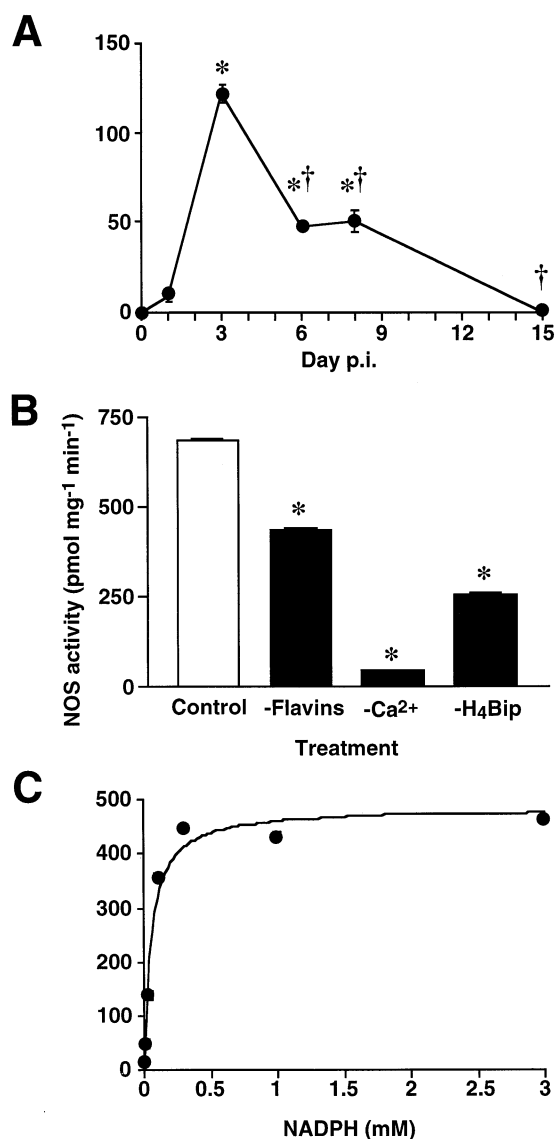 A
150
100
50
0
*
*†
*†
†
0 3 6 9 12 15
Day p.i.
B
NOS activity (pmol mg-1 min-1)
750
500
250
0
*
*
*
Control -Flavins -Ca2+ -H4Bip
Treatment
C
500
400
300
200
100
0
0 0.5 1 1.5 2 2.5 3
NADPH (mM)